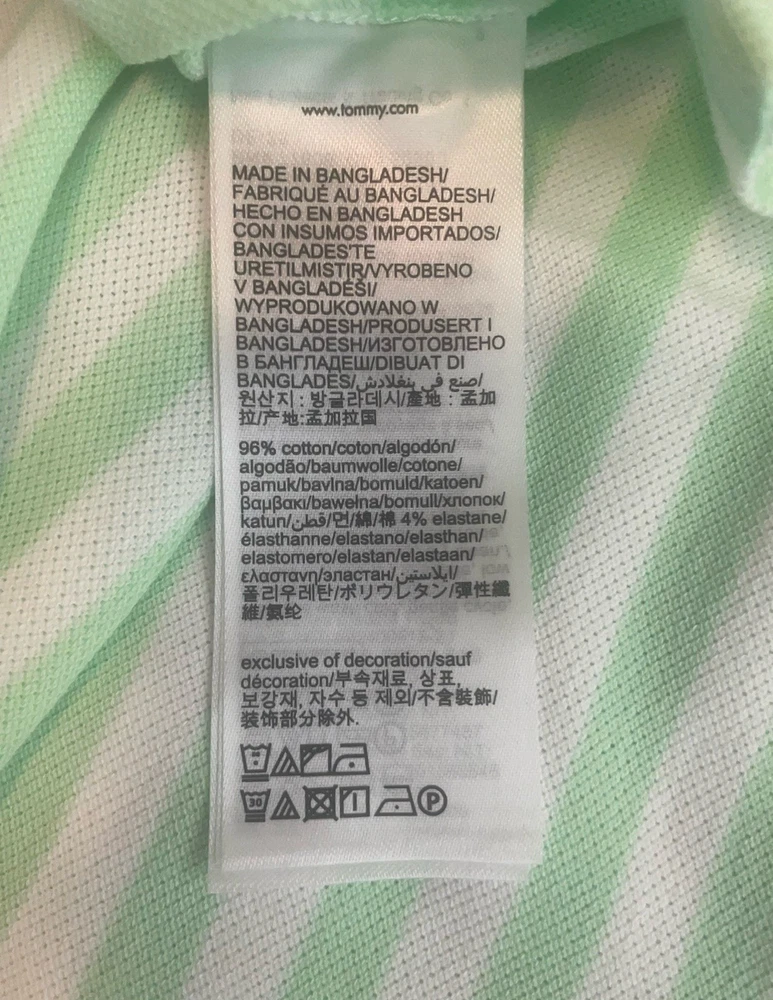 www.tommy.com
MADE IN BANGLADESH/
FABRIQUÉ AU BANGLADESH/
HECHO EN BANGLADESH
CON INSUMOS IMPORTADOS/
BANGLADES'TE
URETILMISTIR/VYROBENO
V BANGLADÉŠI/
WYPRODUKOWANO W
BANGLADESH/PRODUSERT I
BANGLADESH/ИЗГОТОВЛЕНО
В БАНГЛАДЕШ/DIBUAT DI
BANGLADES/صنع في بنغلادش/
원산지 : 방글라데시/產地 : 孟加
拉/产地:孟加拉国
96% cotton/coton/algodón/
algodão/baumwolle/cotone/
pamuk/bavlna/bomuld/katoen/
βαμβακι/bawełna/bomull/хлопок/
katun/قطن/면/綿/棉 4% elastane/
élasthanne/elastano/elasthan/
elastomero/elastan/elastaan/
ελαστανη/эластан/ايلاستين/
폴리우레탄/ポリウレタン/彈性纖
維/氨纶
exclusive of decoration/sauf
décoration/부속재료, 상표,
보강재, 자수 등 제외/不含裝飾/
装饰部分除外.
30 P